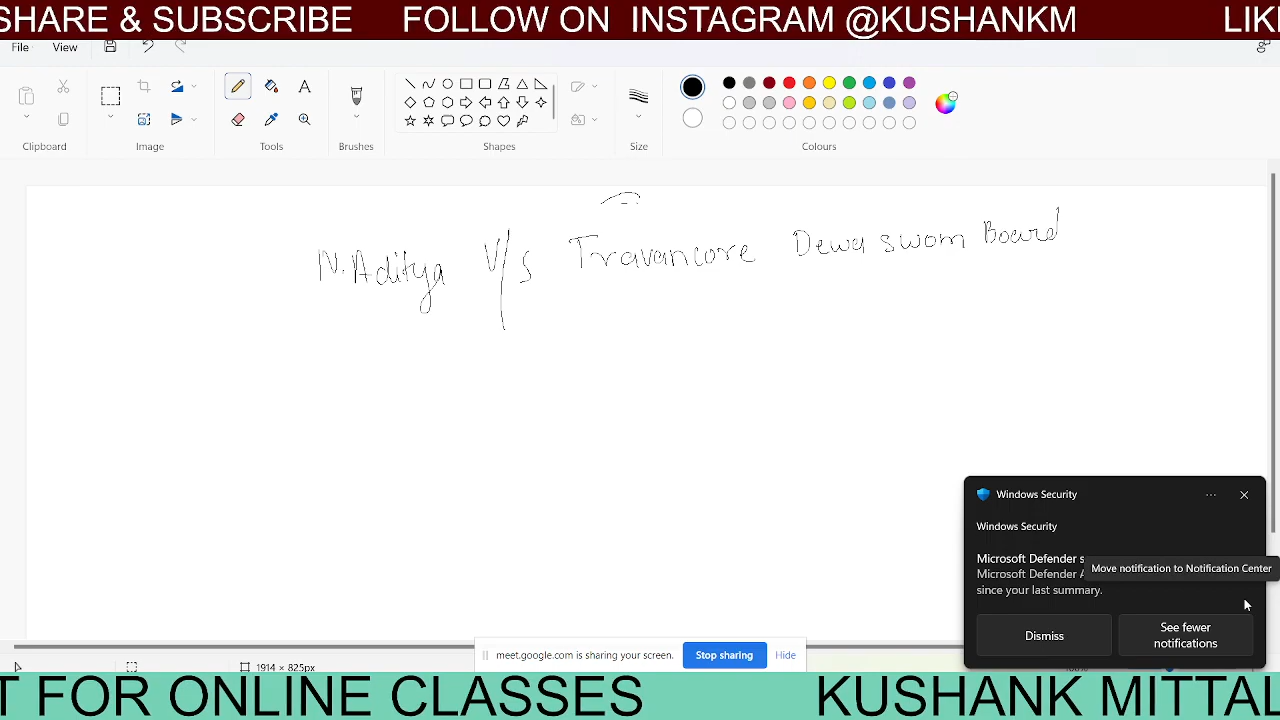 SHARE & SUBSCRIBE FOLLOW ON INSTAGRAM @KUSHANKM LIK
File View
Clipboard Image Tools Brushes Shapes Size Colours
N. Aditya V/s Travancore Dewaswom Board
Windows Security
Windows Security
Microsoft Defender s
Move notification to Notification Center
Microsoft Defender A
since your last summary.
Dismiss See fewer notifications
meet.google.com is sharing your screen. Stop sharing Hide
1914 × 825px
T FOR ONLINE CLASSES KUSHANK MITTAL